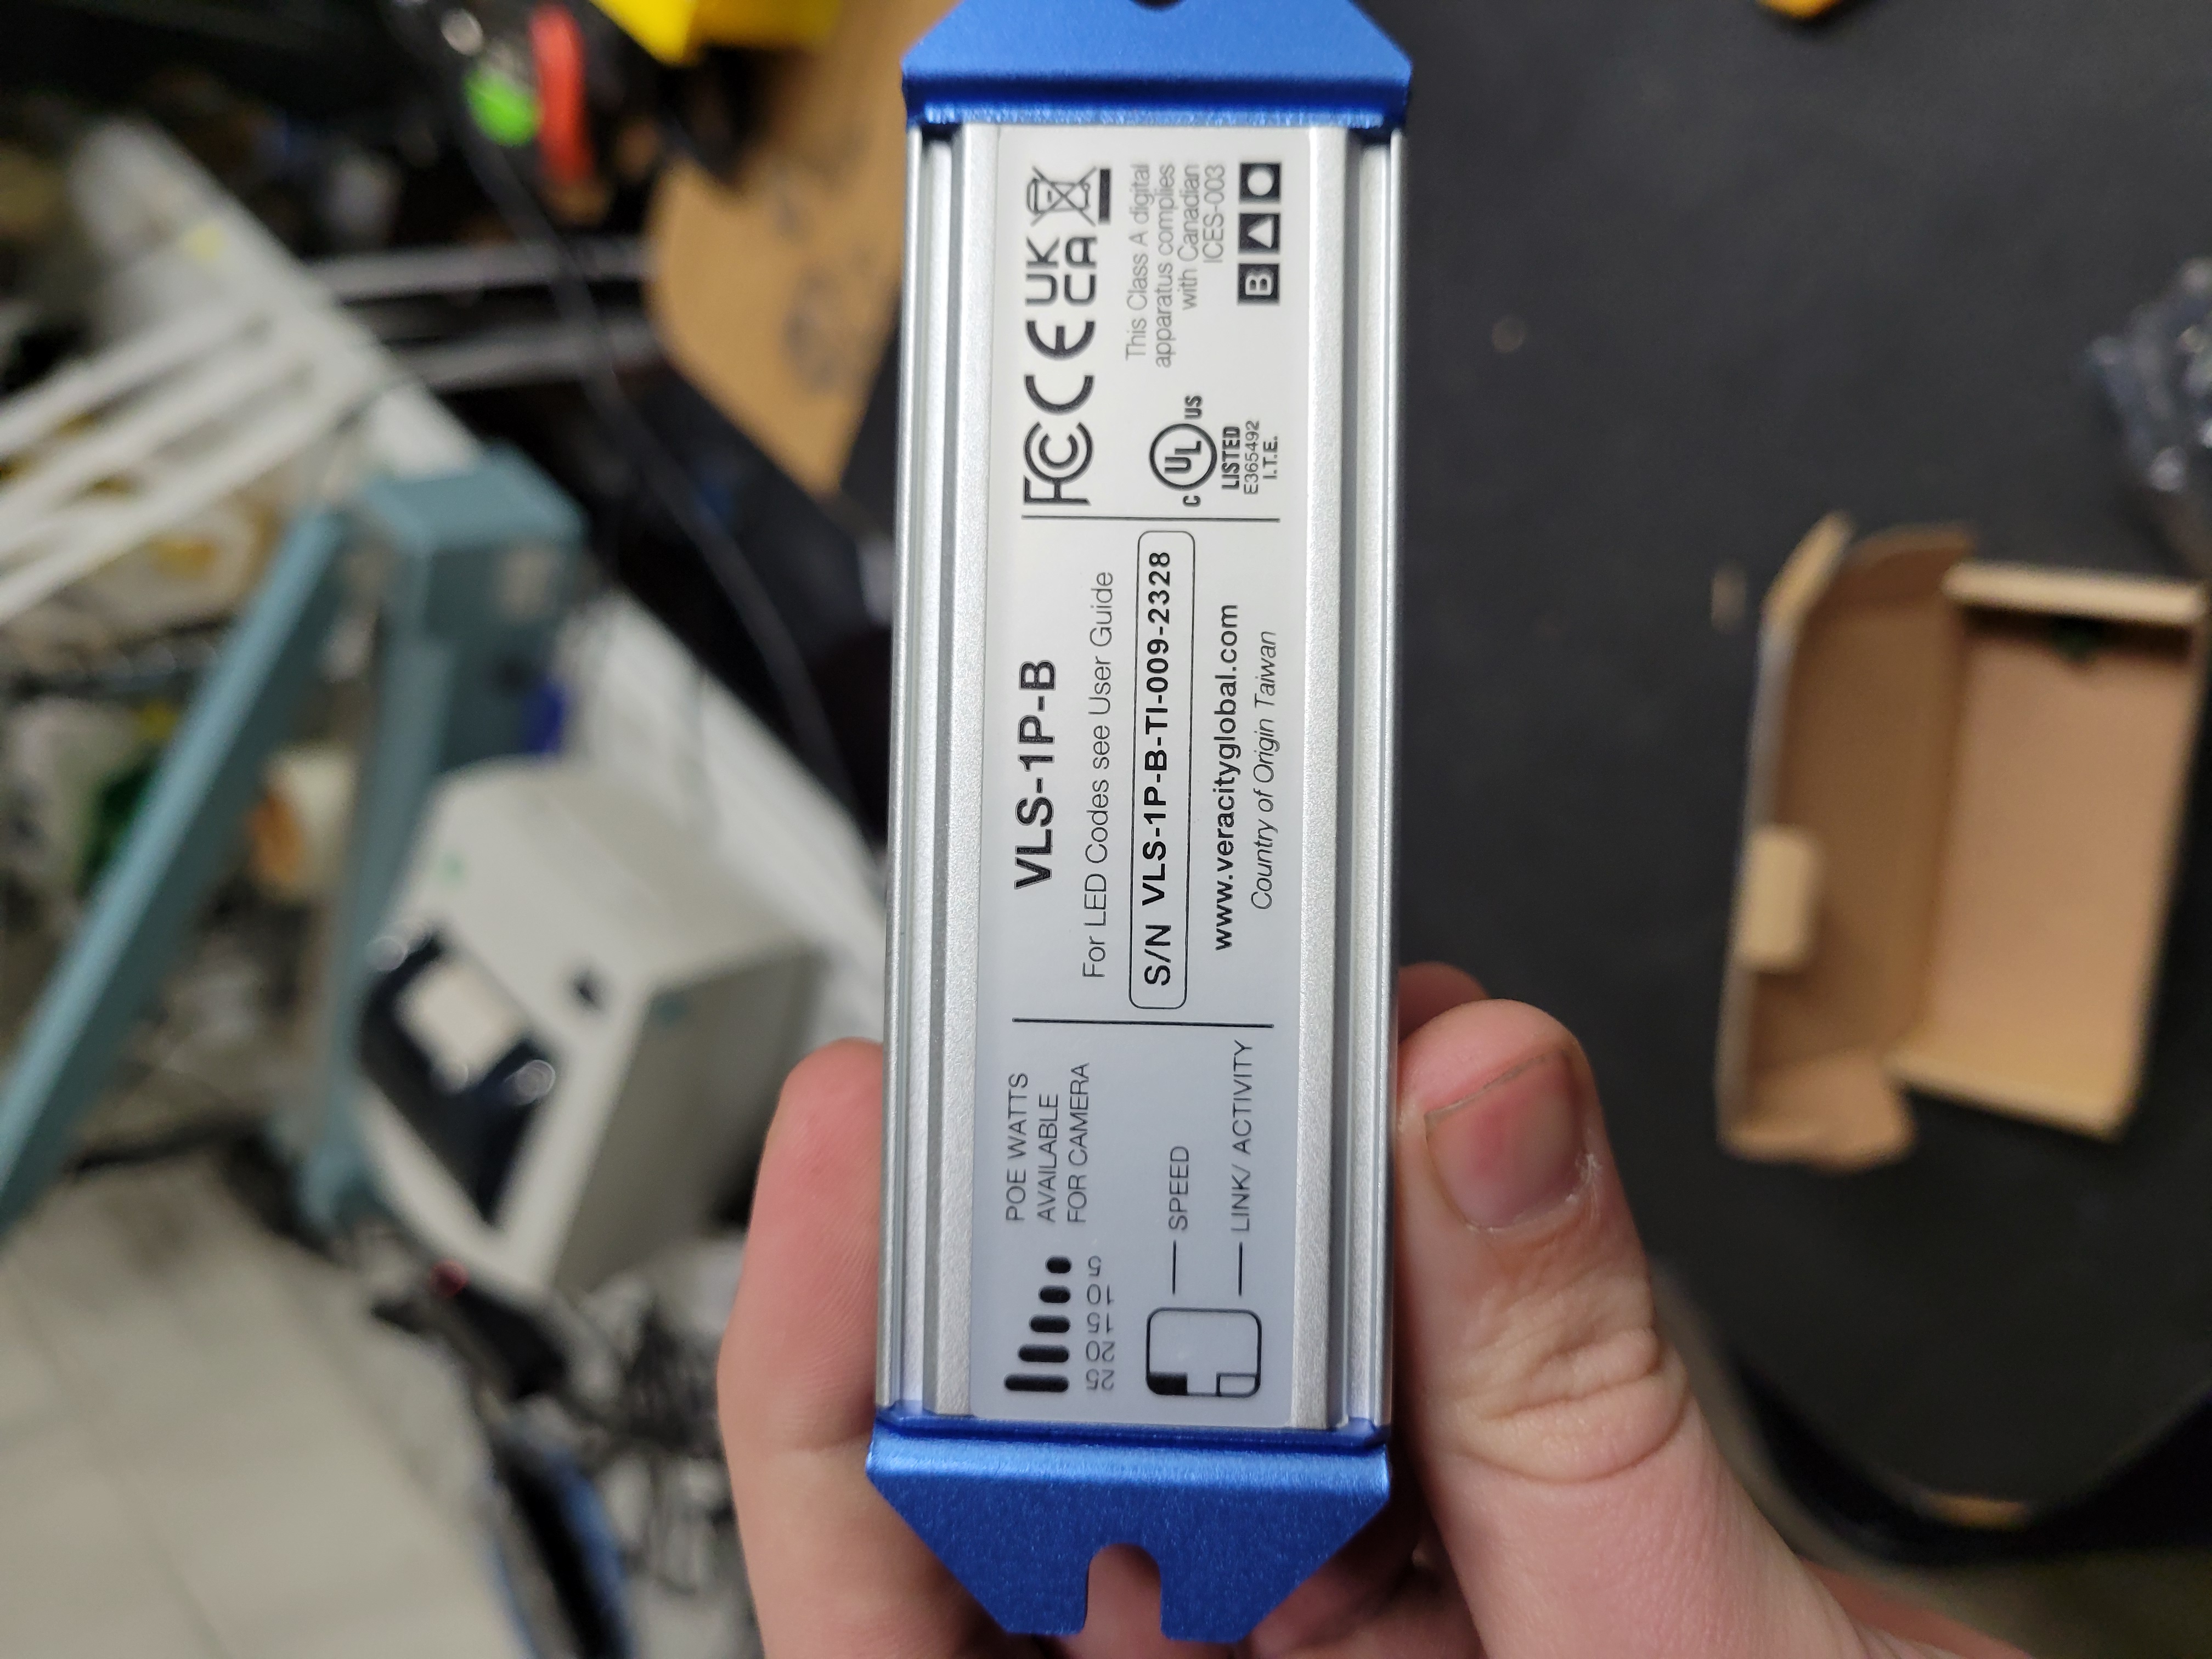 POE WATTS
AVAILABLE
FOR CAMERA
25 20 15 10 5
SPEED
LINK/ ACTIVITY
VLS-1P-B
For LED Codes see User Guide
S/N VLS-1P-B-TI-009-2328
www.veracityglobal.com
Country of Origin Taiwan
FC CE UK
CA
This Class A digital
apparatus complies
with Canadian
ICES-003
C UL US
LISTED
E365492
I.T.E.
B